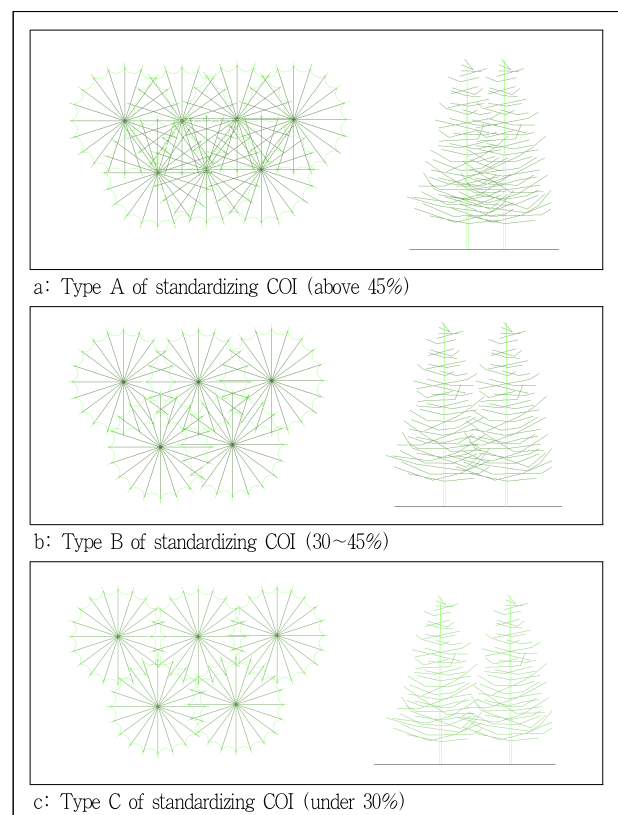 a: Type A of standardizing COI (above 45%)
b: Type B of standardizing COI (30~45%)
c: Type C of standardizing COI (under 30%)